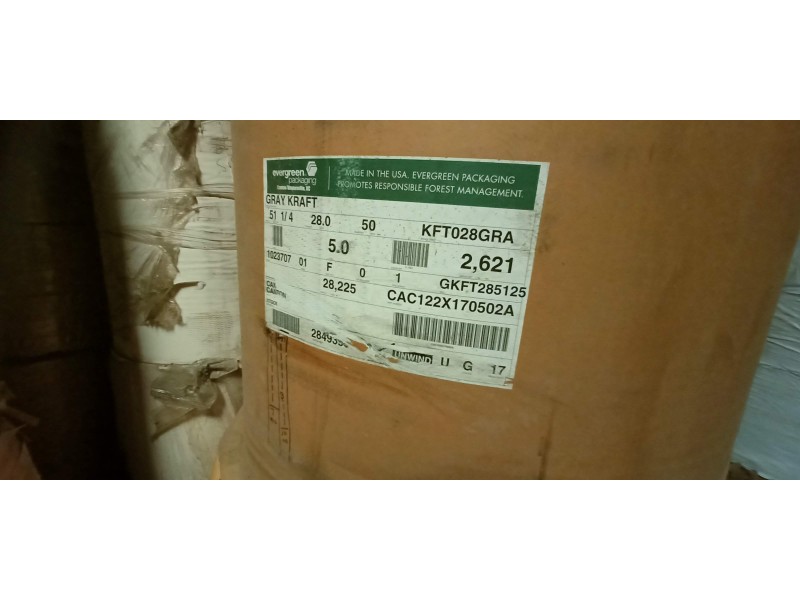 evergreen
packaging
MADE IN THE USA. EVERGREEN PACKAGING
PROMOTES RESPONSIBLE FOREST MANAGEMENT.
GRAY KRAFT
51 1/4 28.0 50 KFT028GRA
5.0 2,621
1023707 01 F 0 1 GKFT285125
28,225 CAC122X170502A
UNWIND U G 17